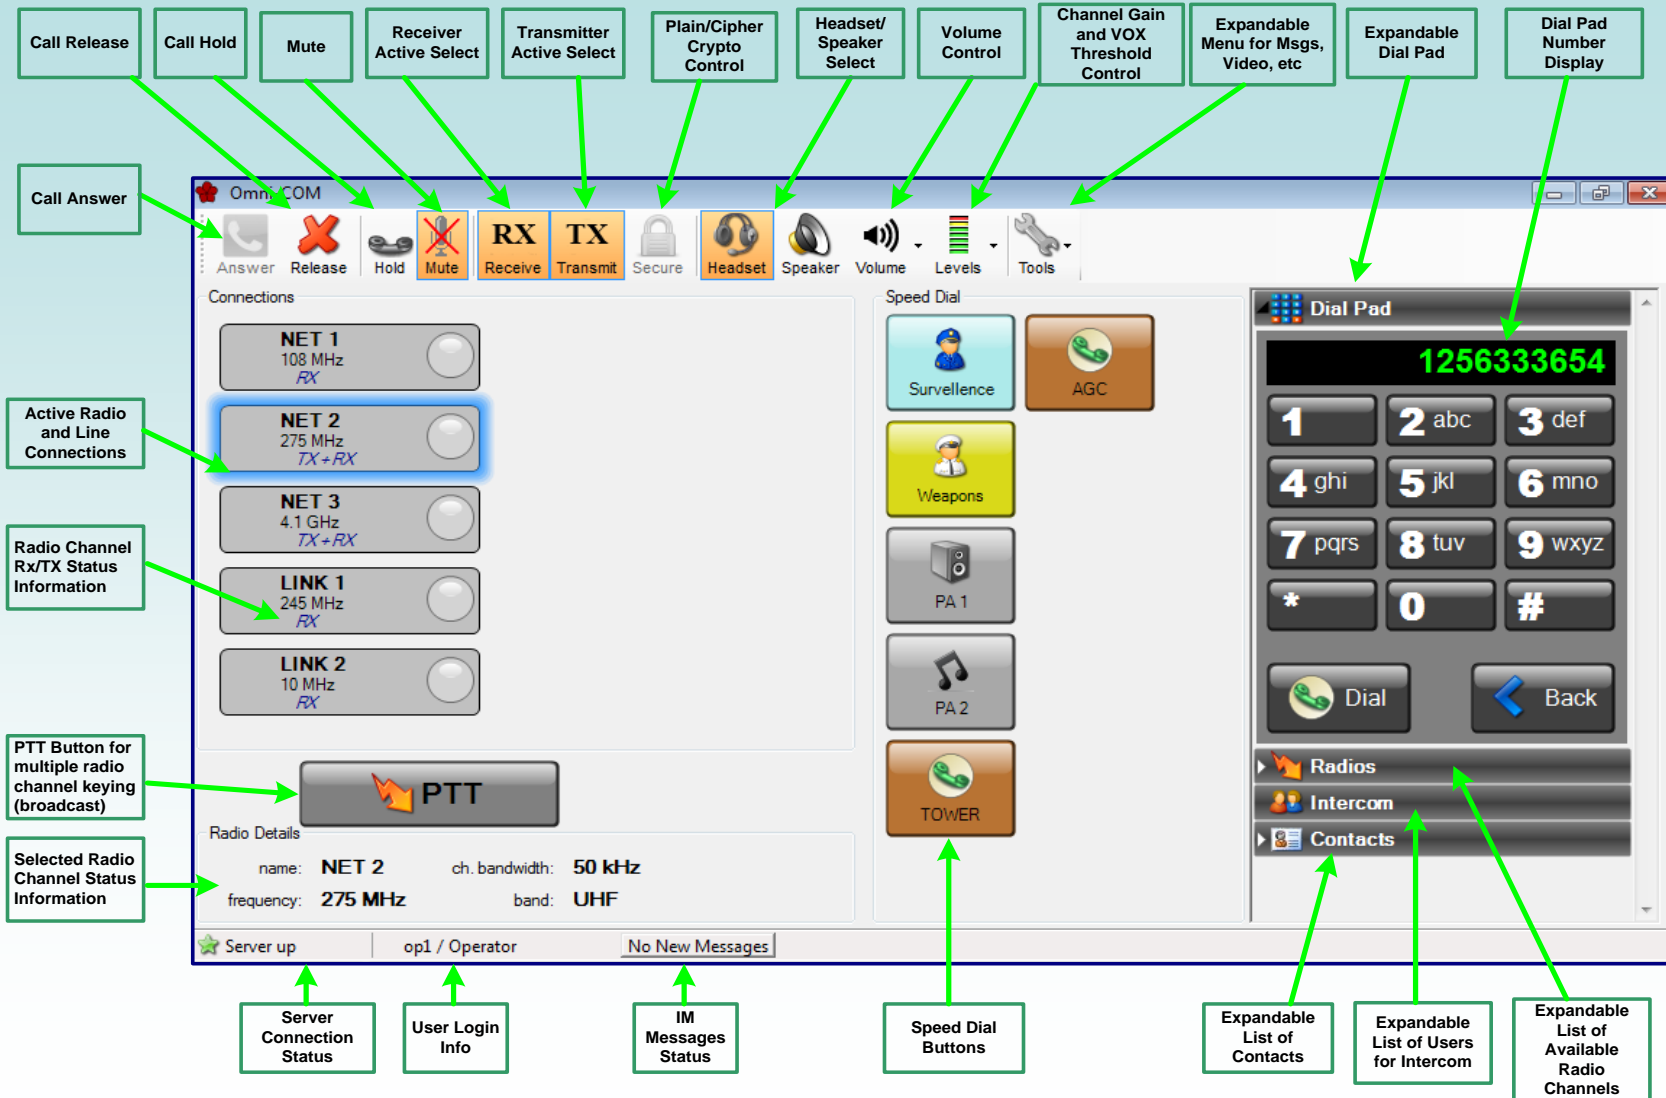 Call Release
Call Hold
Mute
Receiver
Active Select
Transmitter
Active Select
Plain/Cipher
Crypto
Control
Headset/
Speaker
Select
Volume
Control
Channel Gain
and VOX
Threshold
Control
Expandable
Menu for Msgs,
Video, etc
Expandable
Dial Pad
Dial Pad
Number
Display
Call Answer
Omni-COM
Answer
Release
Hold
Mute
RX
Receive
TX
Transmit
Secure
Headset
Speaker
Volume
Levels
Tools
Connections
NET 1
108 MHz
RX
NET 2
275 MHz
TX+RX
NET 3
4.1 GHz
TX+RX
LINK 1
245 MHz
RX
LINK 2
10 MHz
RX
Active Radio
and Line
Connections
Radio Channel
Rx/TX Status
Information
PTT Button for
multiple radio
channel keying
(broadcast)
Selected Radio
Channel Status
Information
PTT
Radio Details
name: NET 2 ch. bandwidth: 50 kHz
frequency: 275 MHz band: UHF
Speed Dial
Survellence
AGC
Weapons
PA 1
PA 2
TOWER
Dial Pad
1256333654
1 2 abc 3 def
4 ghi 5 jkl 6 mno
7 pqrs 8 tuv 9 wxyz
* 0 #
Dial Back
Radios
Intercom
Contacts
Server up op1 / Operator No New Messages
Server
Connection
Status
User Login
Info
IM
Messages
Status
Speed Dial
Buttons
Expandable
List of
Contacts
Expandable
List of Users
for Intercom
Expandable
List of
Available
Radio
Channels